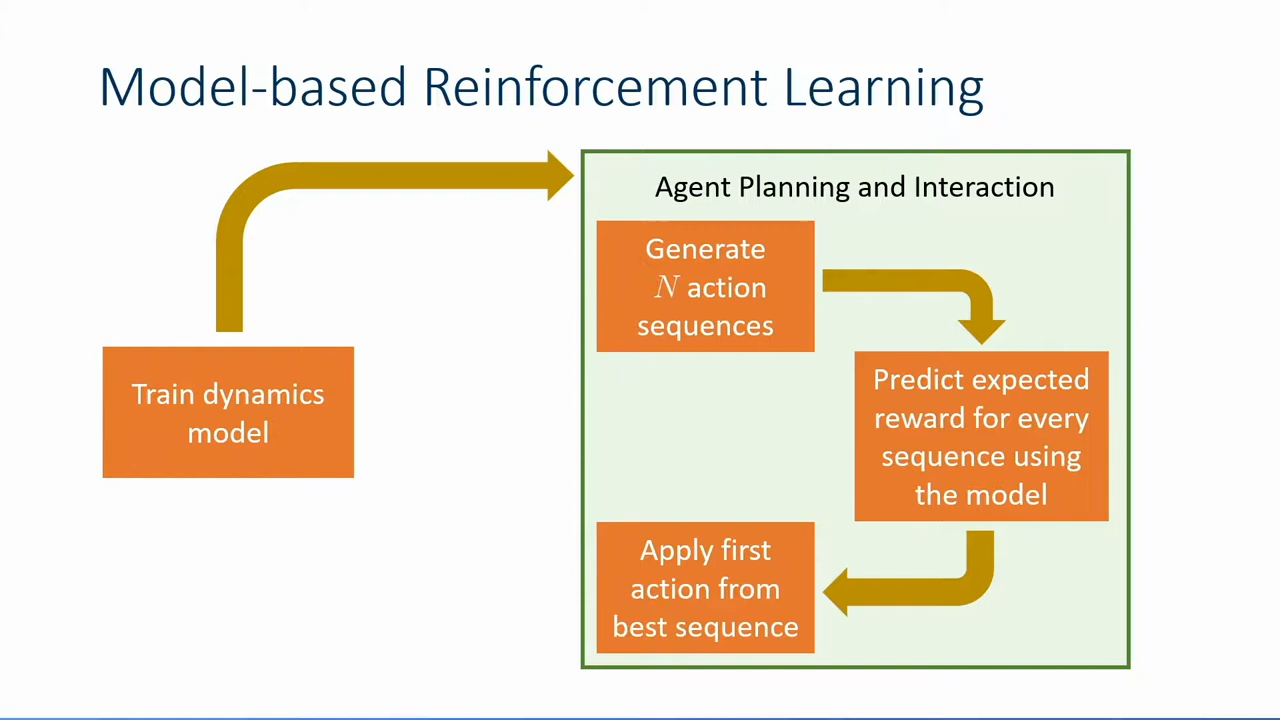 Model-based Reinforcement Learning
Agent Planning and Interaction
Generate
N action
sequences
Train dynamics
model
Predict expected
reward for every
sequence using
the model
Apply first
action from
best sequence